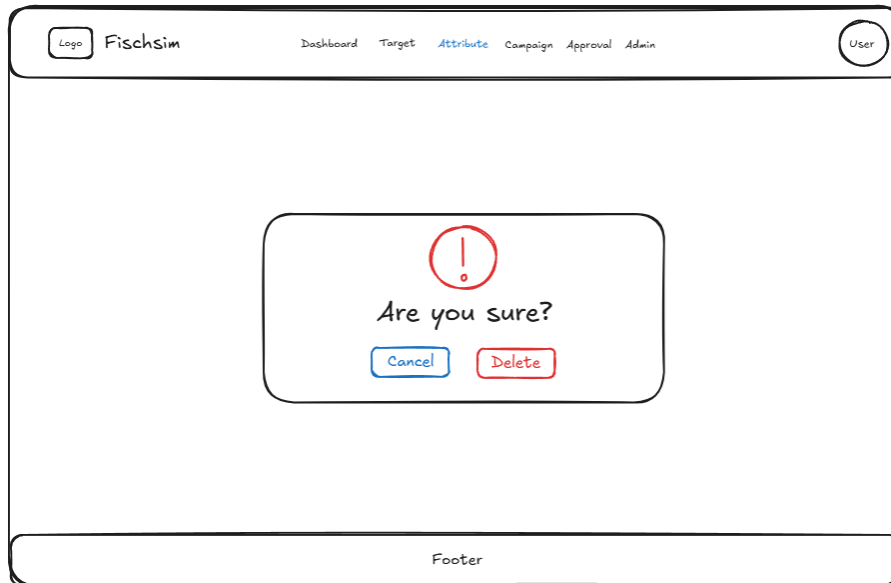 Logo Fischsim Dashboard Target Attribute Campaign Approval Admin User
!
Are you sure?
Cancel Delete
Footer